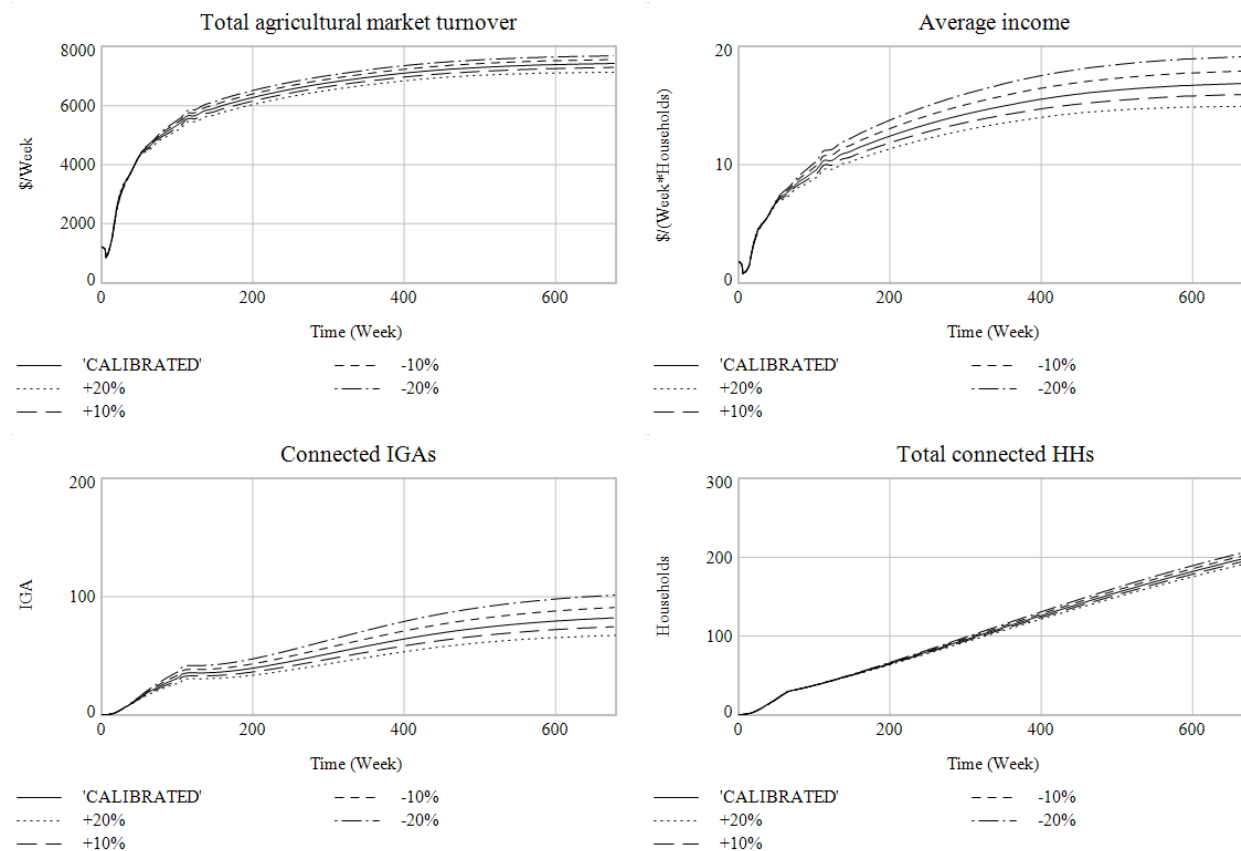 Total agricultural market turnover
8000
6000
4000
2000
0
$/Week
0 200 400 600
Time (Week)
'CALIBRATED' -10%
+20% -20%
+10%
Average income
20
10
0
$/(Week*Households)
0 200 400 600
Time (Week)
'CALIBRATED' -10%
+20% -20%
+10%
Connected IGAs
200
100
0
IGA
0 200 400 600
Time (Week)
'CALIBRATED' -10%
+20% -20%
+10%
Total connected HHs
300
200
100
0
Households
0 200 400 600
Time (Week)
'CALIBRATED' -10%
+20% -20%
+10%